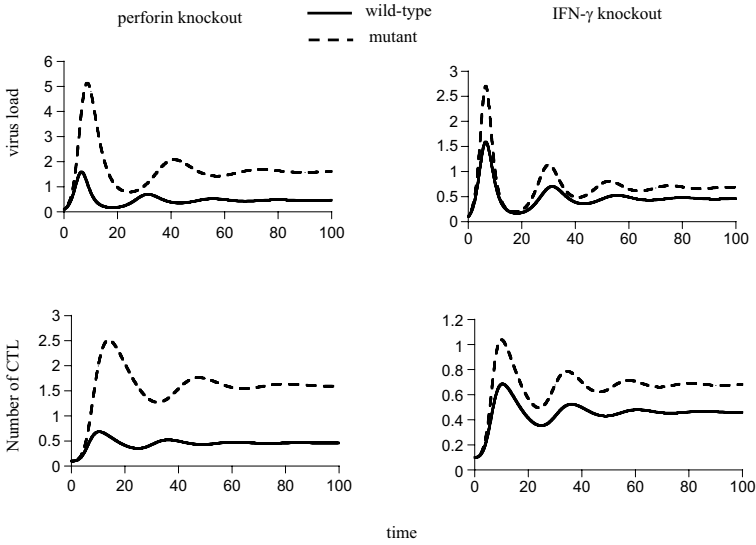 perforin knockout
wild-type
mutant
IFN-γ knockout
virus load
6
5
4
3
2
1
0
0 20 40 60 80 100
3
2.5
2
1.5
1
0.5
0
0 20 40 60 80 100
Number of CTL
3
2.5
2
1.5
1
0.5
0
0 20 40 60 80 100
1.2
1
0.8
0.6
0.4
0.2
0
0 20 40 60 80 100
time